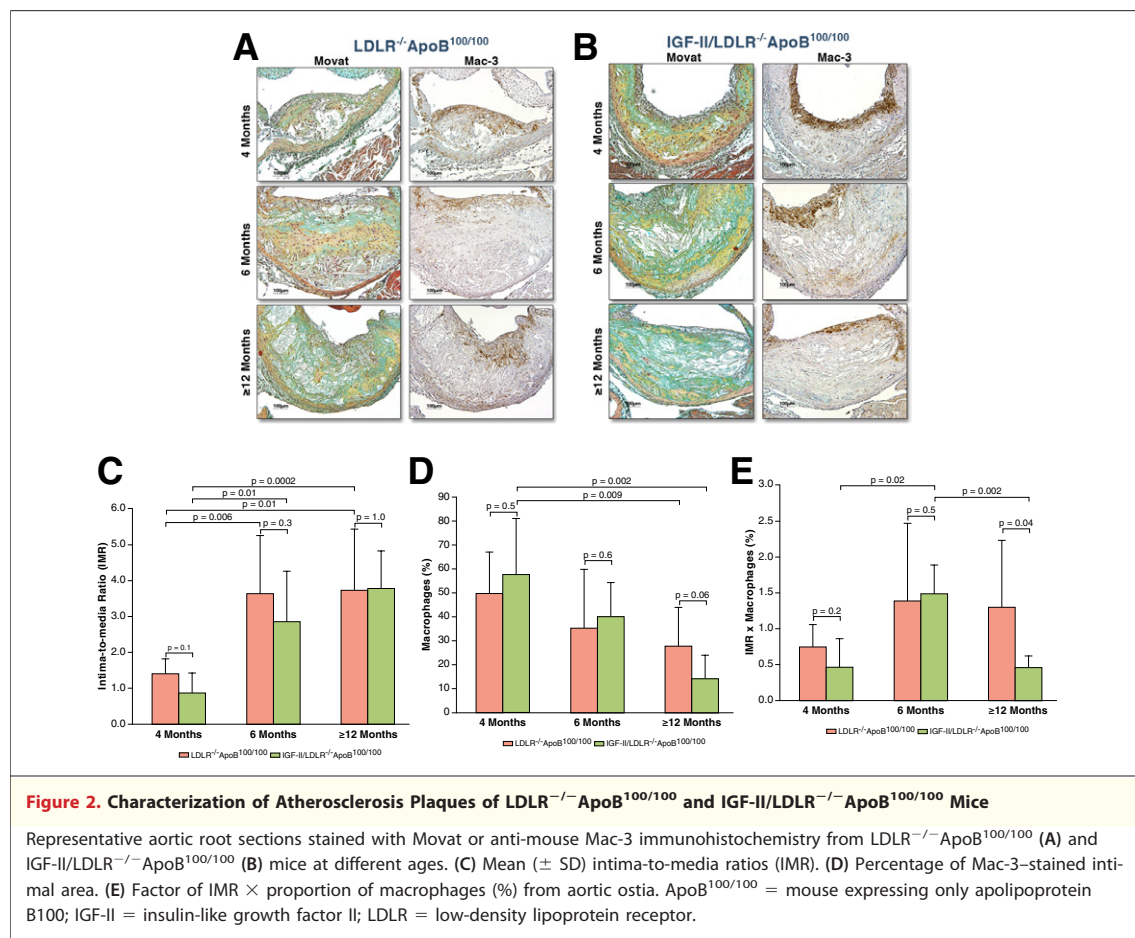 A
LDLR⁻/⁻ApoB¹⁰⁰/¹⁰⁰
Movat Mac-3
4 Months
100µm 100µm
6 Months
100µm 100µm
≥12 Months
100µm 100µm
B
IGF-II/LDLR⁻/⁻ApoB¹⁰⁰/¹⁰⁰
Movat Mac-3
4 Months
100µm 100µm
6 Months
100µm 100µm
≥12 Months
100µm 100µm
C
p = 0.0002
p = 0.01
p = 0.01
p = 0.006
p = 0.3
p = 1.0
p = 0.1
Intima-to-media Ratio (IMR)
6.0
5.0
4.0
3.0
2.0
1.0
0.0
4 Months 6 Months ≥12 Months
LDLR⁻/⁻ApoB¹⁰⁰/¹⁰⁰ IGF-II/LDLR⁻/⁻ApoB¹⁰⁰/¹⁰⁰
D
p = 0.002
p = 0.009
p = 0.5
p = 0.6
p = 0.06
Macrophages (%)
90
80
70
60
50
40
30
20
10
0
4 Months 6 Months ≥12 Months
LDLR⁻/⁻ApoB¹⁰⁰/¹⁰⁰ IGF-II/LDLR⁻/⁻ApoB¹⁰⁰/¹⁰⁰
E
p = 0.02
p = 0.002
p = 0.5
p = 0.04
p = 0.2
IMR x Macrophages (%)
3.0
2.5
2.0
1.5
1.0
0.5
0.0
4 Months 6 Months ≥12 Months
LDLR⁻/⁻ApoB¹⁰⁰/¹⁰⁰ IGF-II/LDLR⁻/⁻ApoB¹⁰⁰/¹⁰⁰
Figure 2. Characterization of Atherosclerosis Plaques of LDLR⁻/⁻ApoB¹⁰⁰/¹⁰⁰ and IGF-II/LDLR⁻/⁻ApoB¹⁰⁰/¹⁰⁰ Mice
Representative aortic root sections stained with Movat or anti-mouse Mac-3 immunohistochemistry from LDLR⁻/⁻ApoB¹⁰⁰/¹⁰⁰ (A) and
IGF-II/LDLR⁻/⁻ApoB¹⁰⁰/¹⁰⁰ (B) mice at different ages. (C) Mean (± SD) intima-to-media ratios (IMR). (D) Percentage of Mac-3–stained inti-
mal area. (E) Factor of IMR × proportion of macrophages (%) from aortic ostia. ApoB¹⁰⁰/¹⁰⁰ = mouse expressing only apolipoprotein
B100; IGF-II = insulin-like growth factor II; LDLR = low-density lipoprotein receptor.